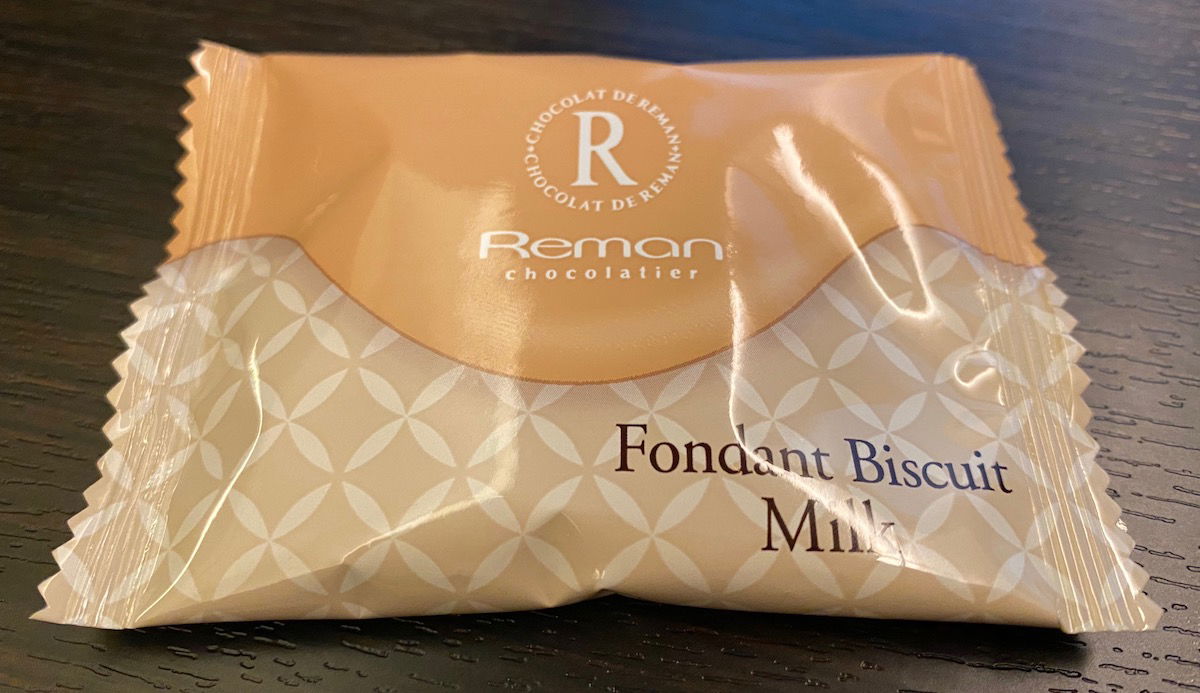 CHOCOLAT DE REMAN
R
CHOCOLAT DE REMAN
Reman
chocolatier
Fondant Biscuit
Milk